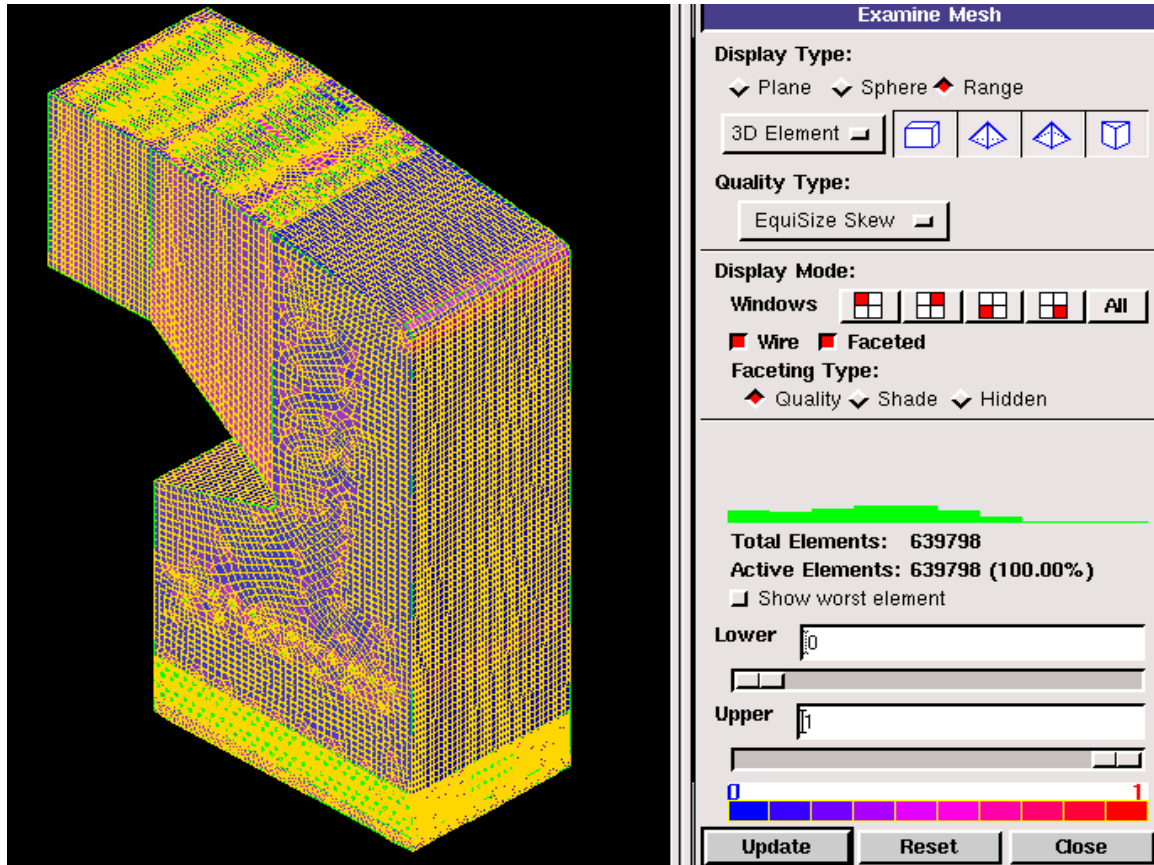 Examine Mesh
Display Type:
Plane Sphere Range
3D Element
Quality Type:
EquiSize Skew
Display Mode:
Windows All
Wire Faceted
Faceting Type:
Quality Shade Hidden
Total Elements: 639798
Active Elements: 639798 (100.00%)
Show worst element
Lower 0
Upper 1
0 1
Update Reset Close